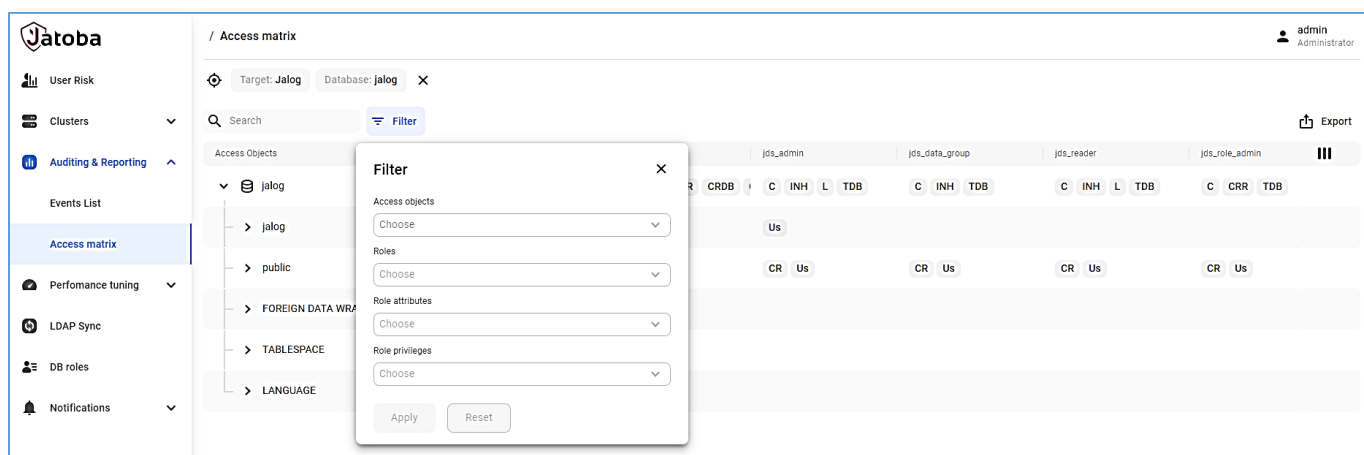 Jatoba
/ Access matrix
admin
Administrator
User Risk
Target: Jalog Database: jalog
Clusters
Search Filter Export
Auditing & Reporting
Access Objects jds_admin jds_data_group jds_reader jds_role_admin
Filter
jalog CRDB C INH L TDB C INH TDB C INH L TDB C CRR TDB
Events List
Access objects
Choose
jalog Us
Access matrix
Roles
Choose
public CR Us CR Us CR Us CR Us
Perfomance tuning
Role attributes
FOREIGN DATA WRA
Choose
LDAP Sync
TABLESPACE
Role privileges
DB roles
Choose
LANGUAGE
Notifications
Apply Reset